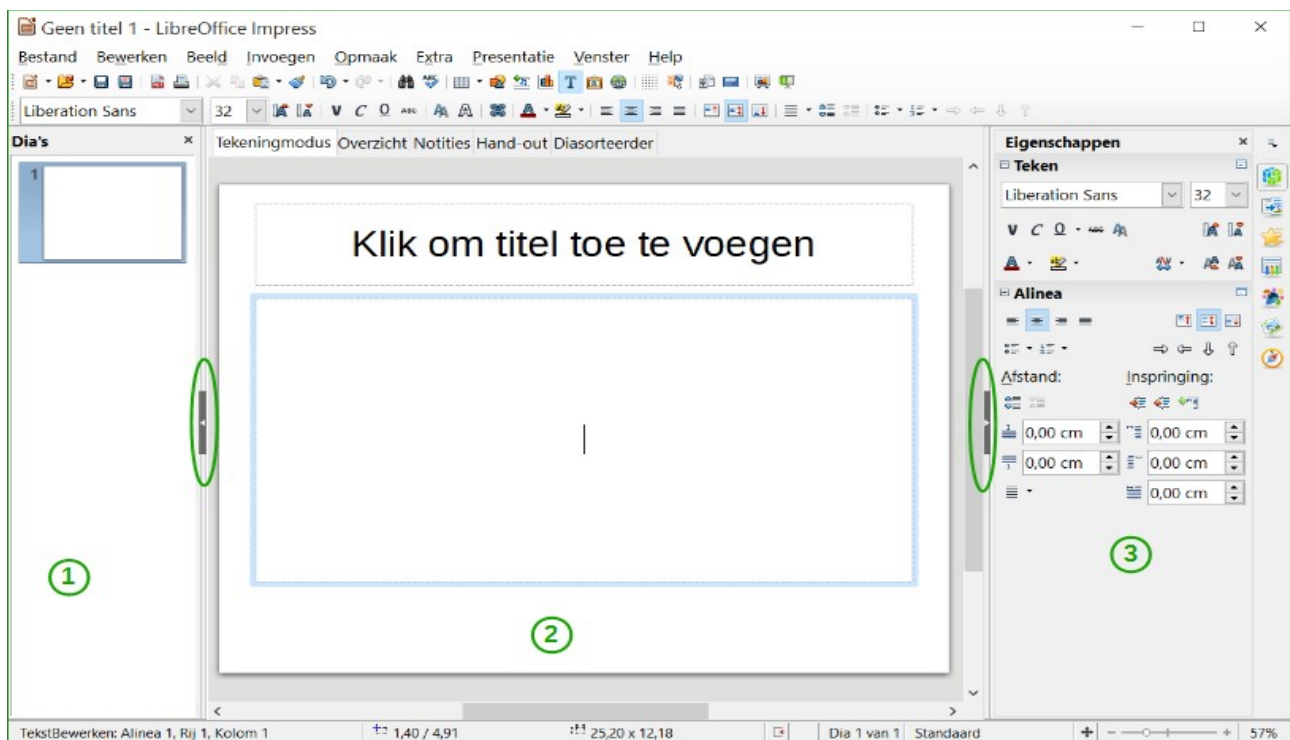 Geen titel 1 - LibreOffice Impress
Bestand Bewerken Beeld Invoegen Opmaak Extra Presentatie Venster Help
Liberation Sans 32 V C O ABC
Dia's
Tekeningmodus Overzicht Notities Hand-out Diasorteerder
1
Klik om titel toe te voegen
1
2
Eigenschappen
Teken
Liberation Sans 32
V C O ABC
Alinea
Afstand: Inspringing:
0,00 cm 0,00 cm
0,00 cm 0,00 cm
0,00 cm
3
TekstBewerken: Alinea 1, Rij 1, Kolom 1 1,40 / 4,91 25,20 x 12,18 Dia 1 van 1 Standaard 57%